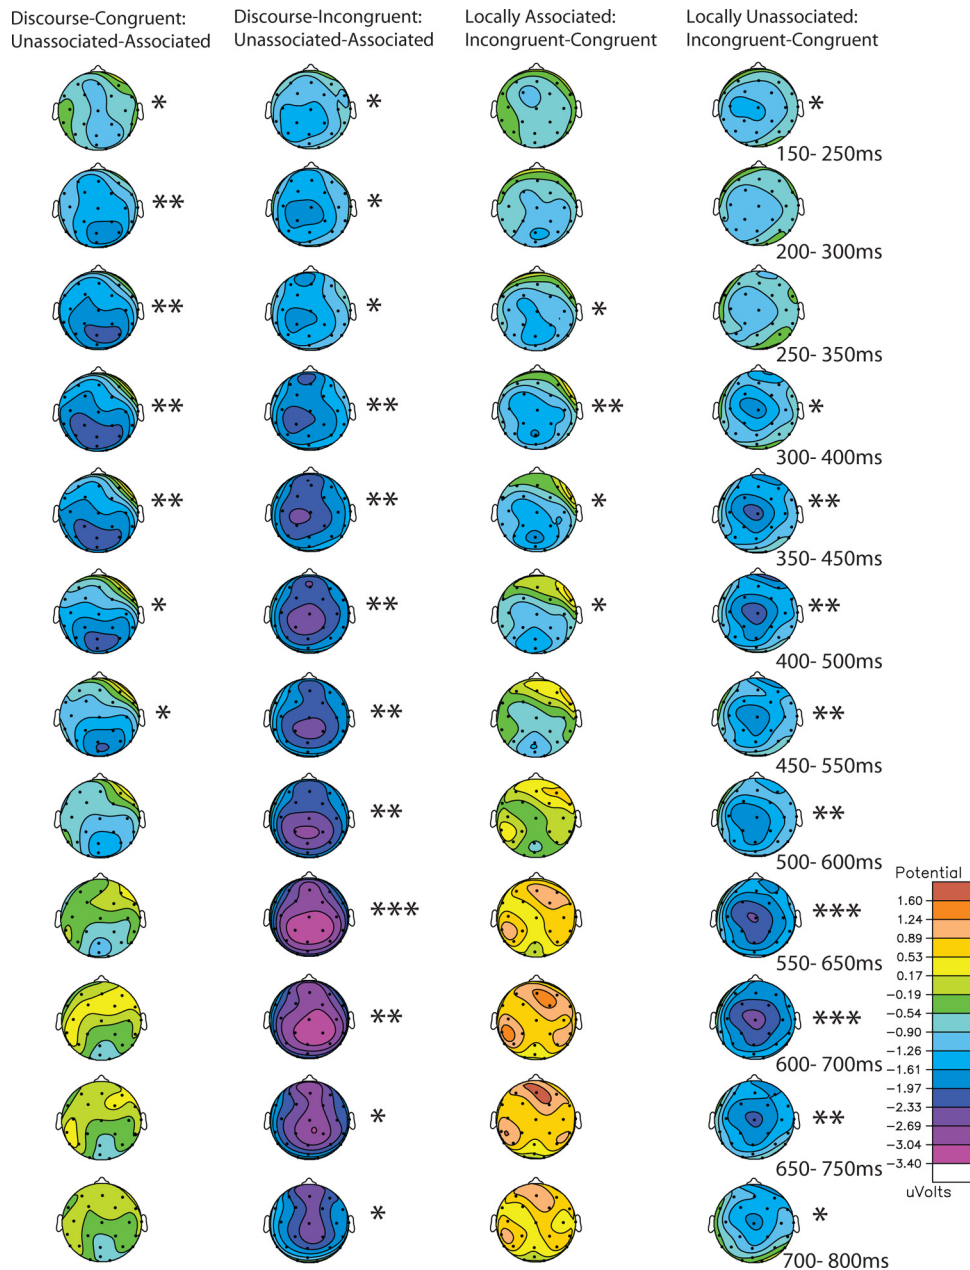 Discourse-Congruent:
Unassociated-Associated
Discourse-Incongruent:
Unassociated-Associated
Locally Associated:
Incongruent-Congruent
Locally Unassociated:
Incongruent-Congruent
* * *
150- 250ms
** *
200- 300ms
** * *
250- 350ms
** ** ** *
300- 400ms
** ** * **
350- 450ms
* ** * **
400- 500ms
* ** **
450- 550ms
** **
500- 600ms
*** ***
550- 650ms
** ***
600- 700ms
* **
650- 750ms
* *
700- 800ms
Potential
1.60
1.24
0.89
0.53
0.17
−0.19
−0.54
−0.90
−1.26
−1.61
−1.97
−2.33
−2.69
−3.04
−3.40
uVolts